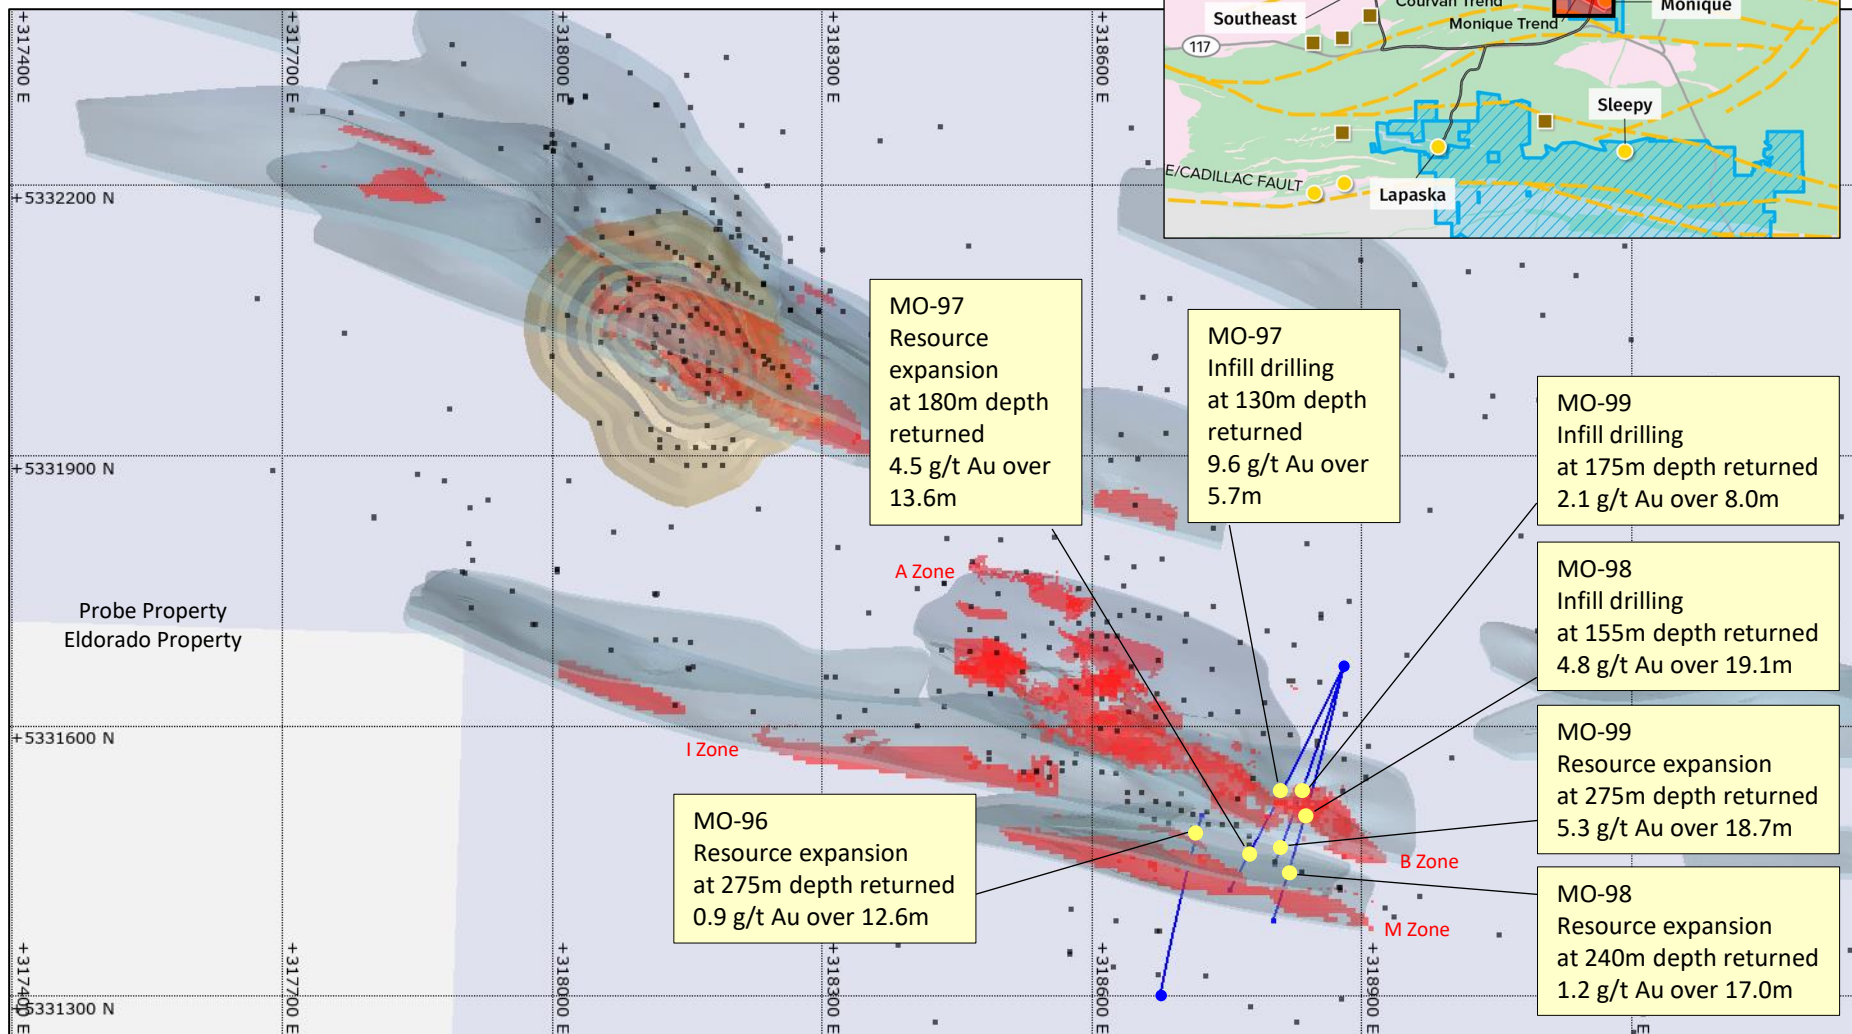 +317400 E
+317700 E
+318000 E
+318300 E
+318600 E
Southeast
Courvan Trend
Monique Trend
Monique
117
Sleepy
E/CADILLAC FAULT
Lapaska
+5332200 N
MO-97
Resource
expansion
at 180m depth
returned
4.5 g/t Au over
13.6m
MO-97
Infill drilling
at 130m depth
returned
9.6 g/t Au over
5.7m
MO-99
Infill drilling
at 175m depth returned
2.1 g/t Au over 8.0m
+5331900 N
MO-98
Infill drilling
at 155m depth returned
4.8 g/t Au over 19.1m
A Zone
Probe Property
Eldorado Property
+5331600 N
I Zone
MO-99
Resource expansion
at 275m depth returned
5.3 g/t Au over 18.7m
MO-96
Resource expansion
at 275m depth returned
0.9 g/t Au over 12.6m
B Zone
M Zone
MO-98
Resource expansion
at 240m depth returned
1.2 g/t Au over 17.0m
+5331300 N
+317400 E
+317700 E
+318000 E
+318300 E
+318600 E
+318900 E
E